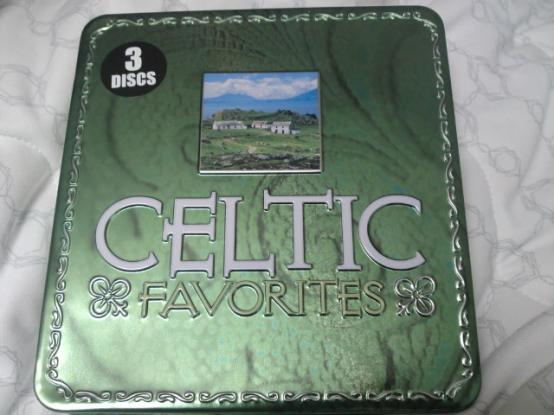 3
DISCS
CELTIC
FAVORITES